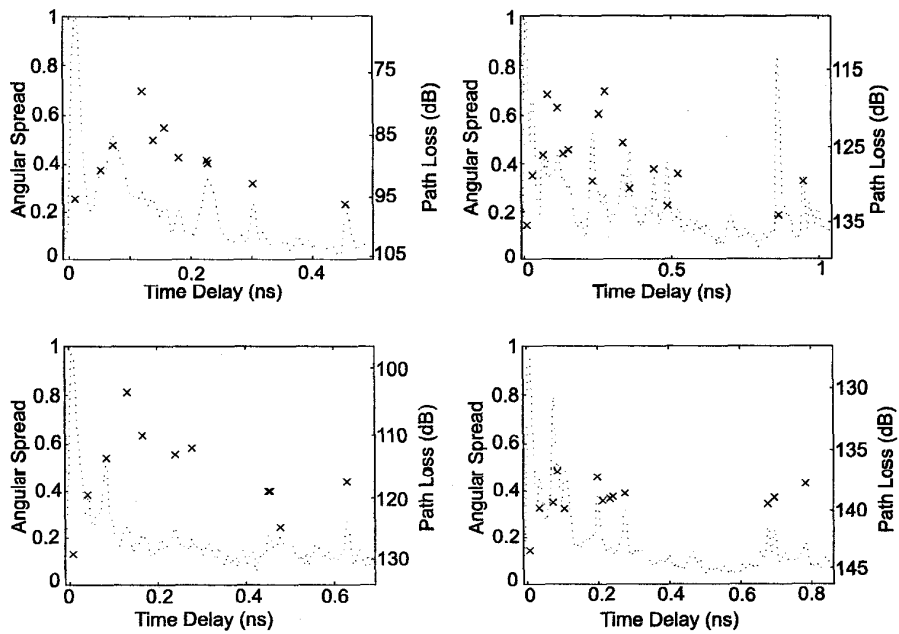 1
0.8
0.6
0.4
0.2
0
Angular Spread
75
85
95
105
Path Loss (dB)
0 0.2 0.4
Time Delay (ns)
1
0.8
0.6
0.4
0.2
0
Angular Spread
115
125
135
Path Loss (dB)
0 0.5 1
Time Delay (ns)
1
0.8
0.6
0.4
0.2
0
Angular Spread
100
110
120
130
Path Loss (dB)
0 0.2 0.4 0.6
Time Delay (ns)
1
0.8
0.6
0.4
0.2
0
Angular Spread
130
135
140
145
Path Loss (dB)
0 0.2 0.4 0.6 0.8
Time Delay (ns)